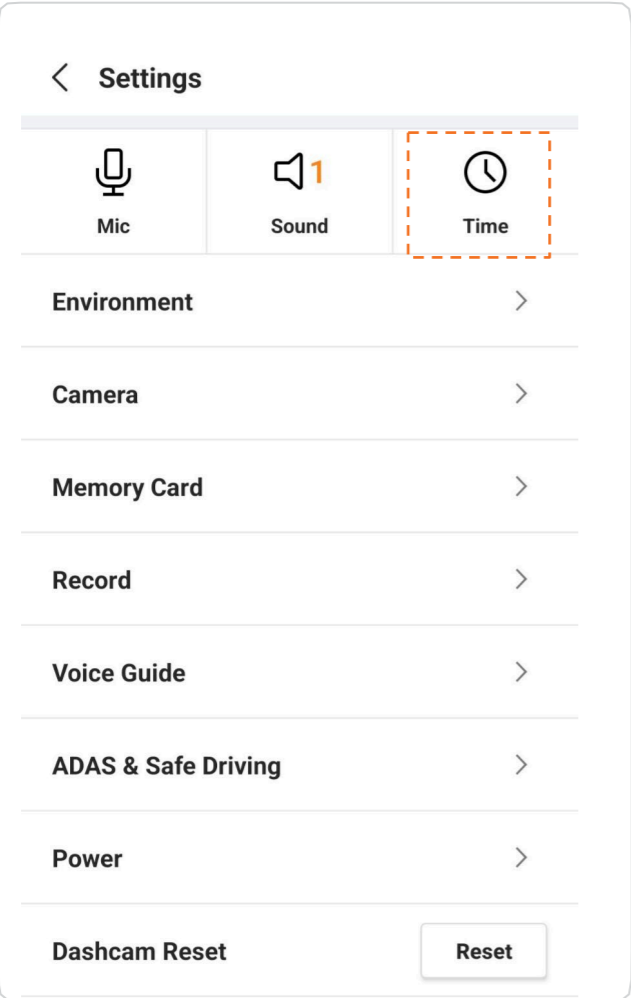 Settings
1
Mic Sound Time
Environment
Camera
Memory Card
Record
Voice Guide
ADAS & Safe Driving
Power
Dashcam Reset Reset